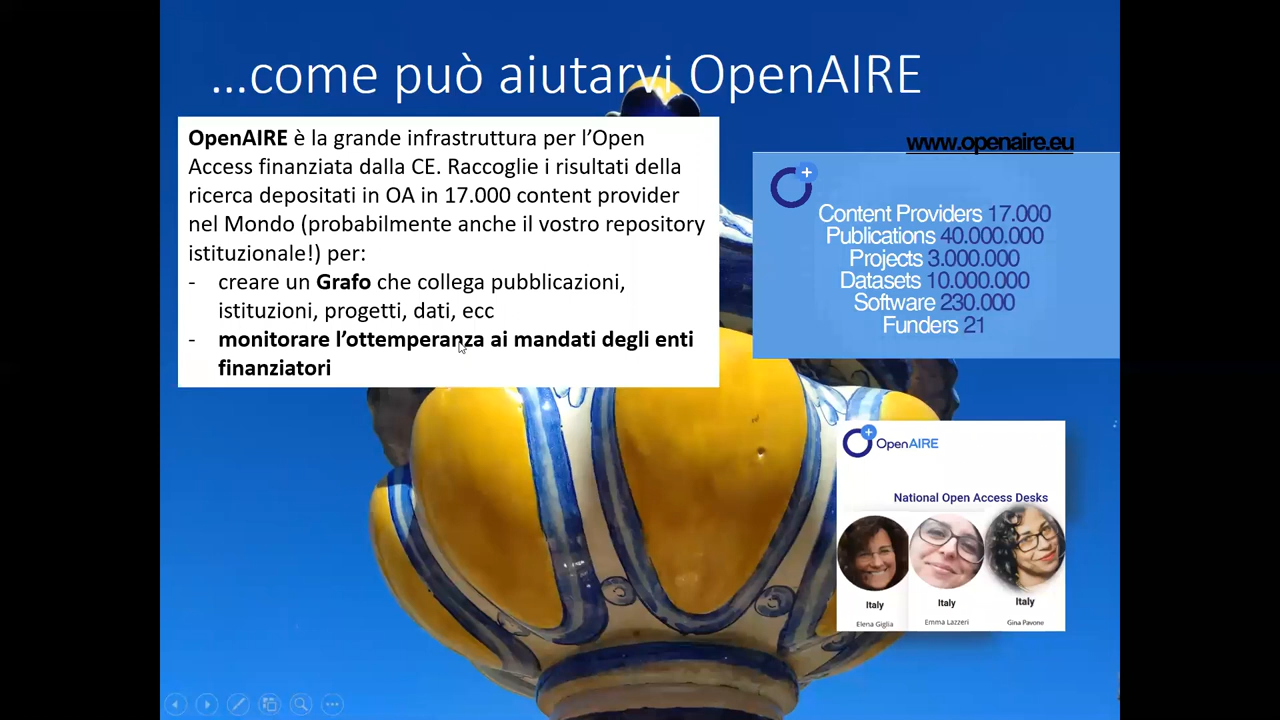 ...come può aiutarvi OpenAIRE
OpenAIRE è la grande infrastruttura per l'Open
Access finanziata dalla CE. Raccoglie i risultati della
ricerca depositati in OA in 17.000 content provider
nel Mondo (probabilmente anche il vostro repository
istituzionale!) per:
- creare un Grafo che collega pubblicazioni,
istituzioni, progetti, dati, ecc
- monitorare l'ottemperanza ai mandati degli enti
finanziatori
www.openaire.eu
Content Providers 17.000
Publications 40.000.000
Projects 3.000.000
Datasets 10.000.000
Software 230.000
Funders 21
OpenAIRE
National Open Access Desks
Italy
Elena Giglia
Italy
Emma Lazzeri
Italy
Gina Pavone